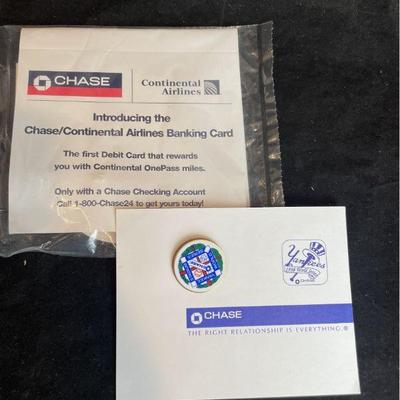 CHASE
Continental
Airlines
Introducing the
Chase/Continental Airlines Banking Card
The first Debit Card that rewards
you with Continental OnePass miles.
Only with a Chase Checking Account
Call 1-800-Chase24 to get yours today!
Yankees
CHASE
THE RIGHT RELATIONSHIP IS EVERYTHING.®